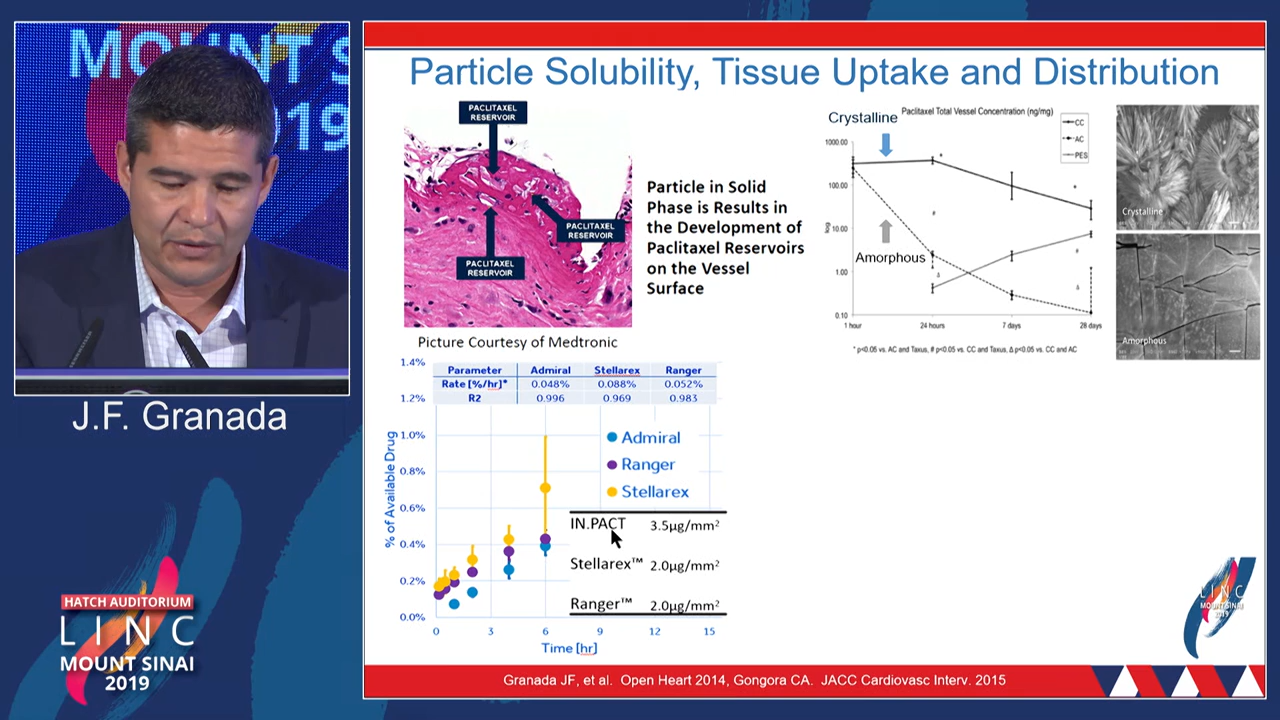 MOUNT S
19
J.F. Granada
HATCH AUDITORIUM
LINC
MOUNT SINAI
2019
Particle Solubility, Tissue Uptake and Distribution
PACLITAXEL
RESERVOIR
PACLITAXEL
RESERVOIR
PACLITAXEL
RESERVOIR
Picture Courtesy of Medtronic
Particle in Solid
Phase is Results in
the Development of
Paclitaxel Reservoirs
on the Vessel
Surface
Crystalline
Paclitaxel Total Vessel Concentration (ng/mg)
CC
AC
PES
1000.00
100.00
10.00
1.00
0.10
log
Amorphous
1 hour 24 hours 7 days 28 days
* p<0.05 vs. AC and Taxus, # p<0.05 vs. CC and Taxus, Δ p<0.05 vs. CC and AC
Crystalline
Amorphous
Parameter Admiral Stellarex Ranger
Rate [%/hr]* 0.048% 0.088% 0.052%
R2 0.996 0.969 0.983
1.4%
1.2%
1.0%
0.8%
0.6%
0.4%
0.2%
0.0%
% of Available Drug
Admiral
Ranger
Stellarex
IN.PACT 3.5µg/mm²
Stellarex™ 2.0µg/mm²
Ranger™ 2.0µg/mm²
0 3 6 9 12 15
Time [hr]
LINC
MOUNT SINAI
2019
Granada JF, et al. Open Heart 2014, Gongora CA. JACC Cardiovasc Interv. 2015